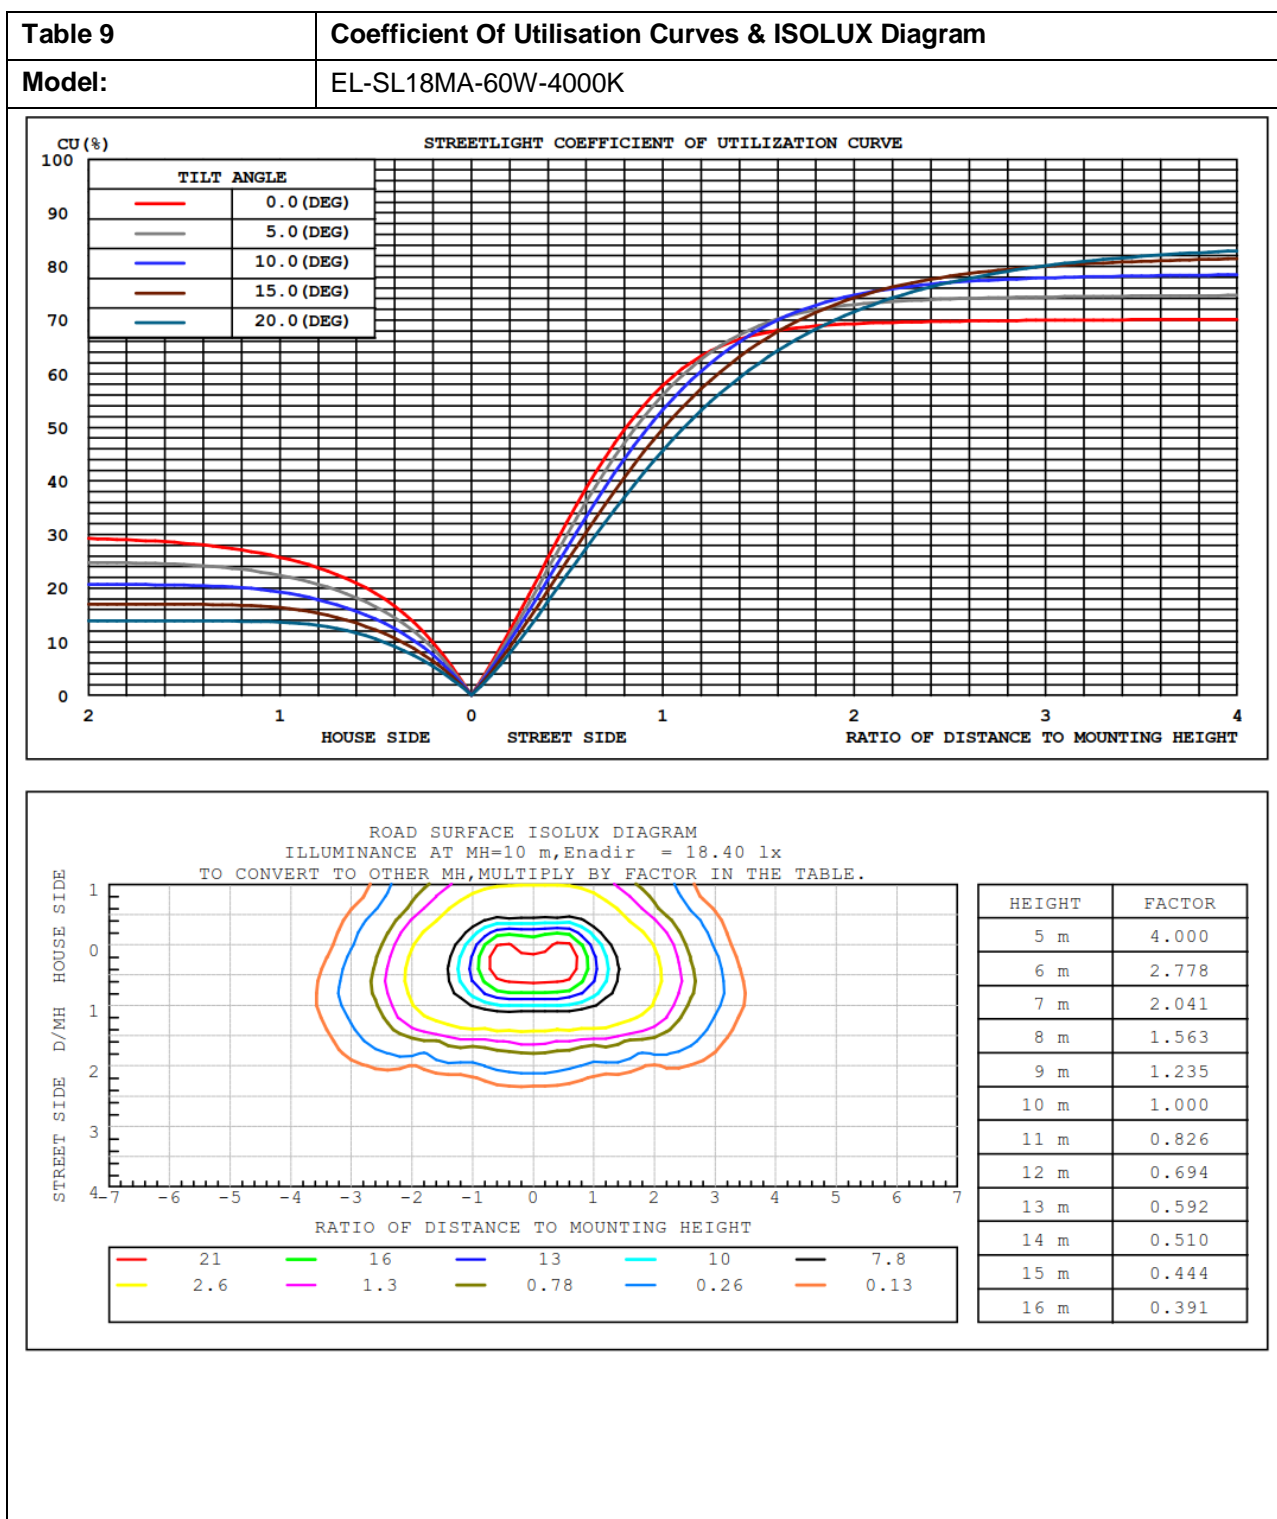 Table 9 Coefficient Of Utilisation Curves & ISOLUX Diagram
Model: EL-SL18MA-60W-4000K
CU(%) STREETLIGHT COEFFICIENT OF UTILIZATION CURVE
100
90
80
70
60
50
40
30
20
10
0
TILT ANGLE
0.0(DEG)
5.0(DEG)
10.0(DEG)
15.0(DEG)
20.0(DEG)
2 1 0 1 2 3 4
HOUSE SIDE STREET SIDE RATIO OF DISTANCE TO MOUNTING HEIGHT
ROAD SURFACE ISOLUX DIAGRAM
ILLUMINANCE AT MH=10 m,Enadir = 18.40 lx
TO CONVERT TO OTHER MH,MULTIPLY BY FACTOR IN THE TABLE.
STREET SIDE D/MH HOUSE SIDE
1
0
1
2
3
4
-7 -6 -5 -4 -3 -2 -1 0 1 2 3 4 5 6 7
RATIO OF DISTANCE TO MOUNTING HEIGHT
21 16 13 10 7.8
2.6 1.3 0.78 0.26 0.13
HEIGHT FACTOR
5 m 4.000
6 m 2.778
7 m 2.041
8 m 1.563
9 m 1.235
10 m 1.000
11 m 0.826
12 m 0.694
13 m 0.592
14 m 0.510
15 m 0.444
16 m 0.391